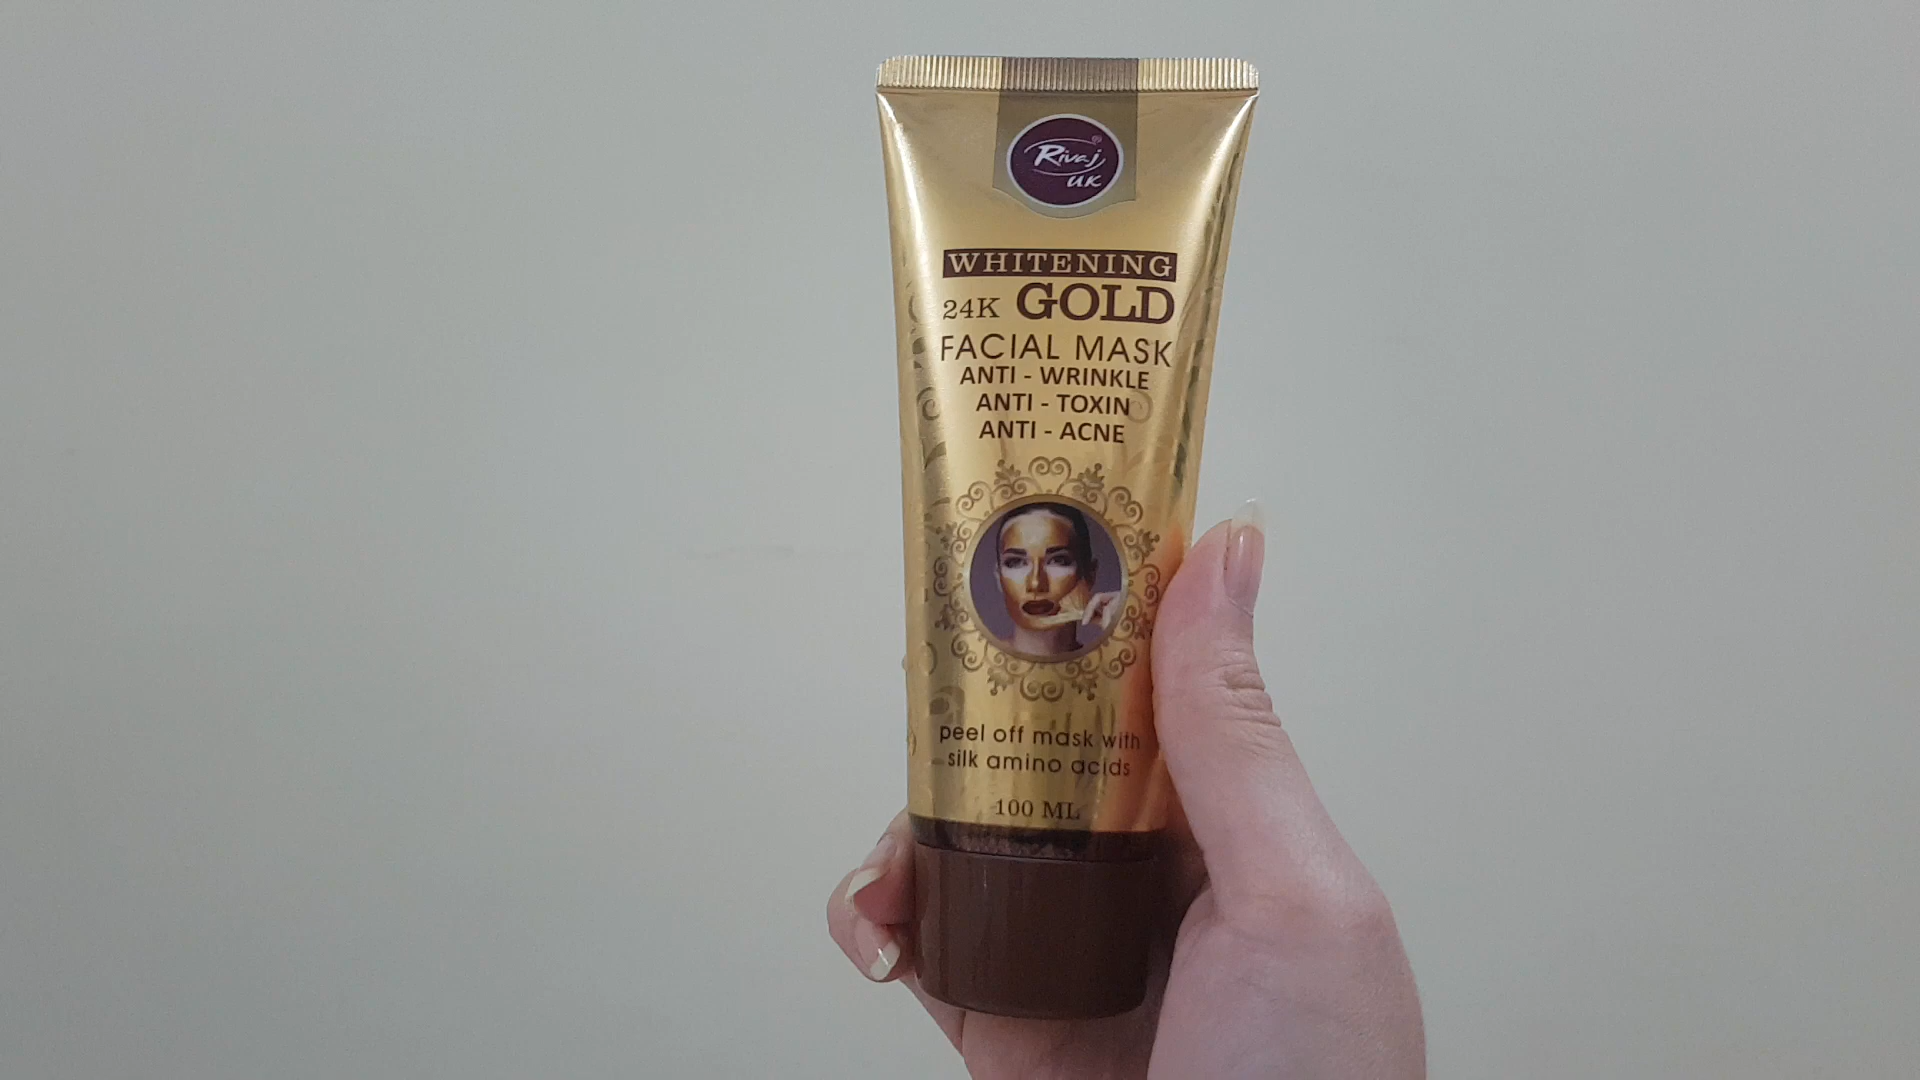 Rivaj®
UK
WHITENING
24K GOLD
FACIAL MASK
ANTI - WRINKLE
ANTI - TOXIN
ANTI - ACNE
peel off mask with
silk amino acids
100 ML